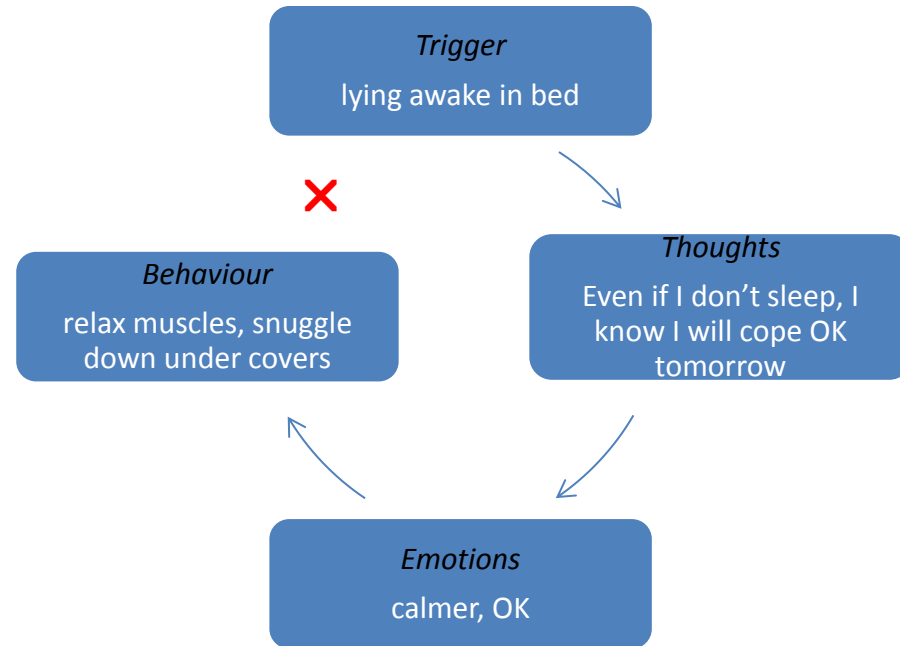 Trigger
lying awake in bed
Thoughts
Even if I don’t sleep, I
know I will cope OK
tomorrow
Emotions
calmer, OK
Behaviour
relax muscles, snuggle
down under covers